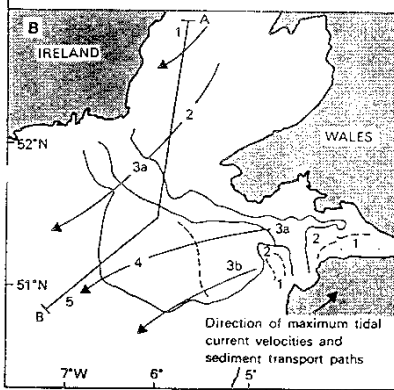 B
A
1
IRELAND
2
52°N
WALES
3a
3a
2
1
2
4
3b
1
51°N
5
B
Direction of maximum tidal
current velocities and
sediment transport paths
7°W
6°
5°